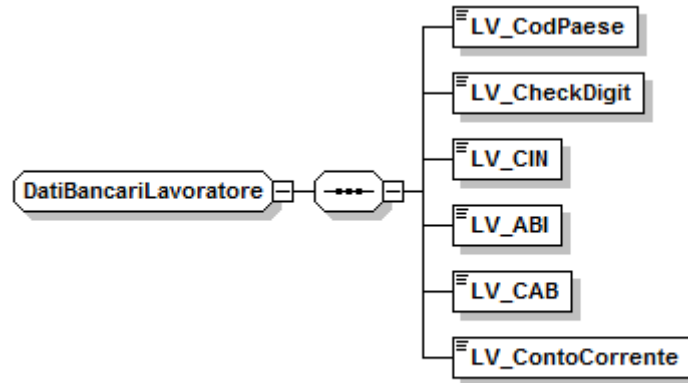 LV_CodPaese
LV_CheckDigit
LV_CIN
DatiBancariLavoratore
LV_ABI
LV_CAB
LV_ContoCorrente